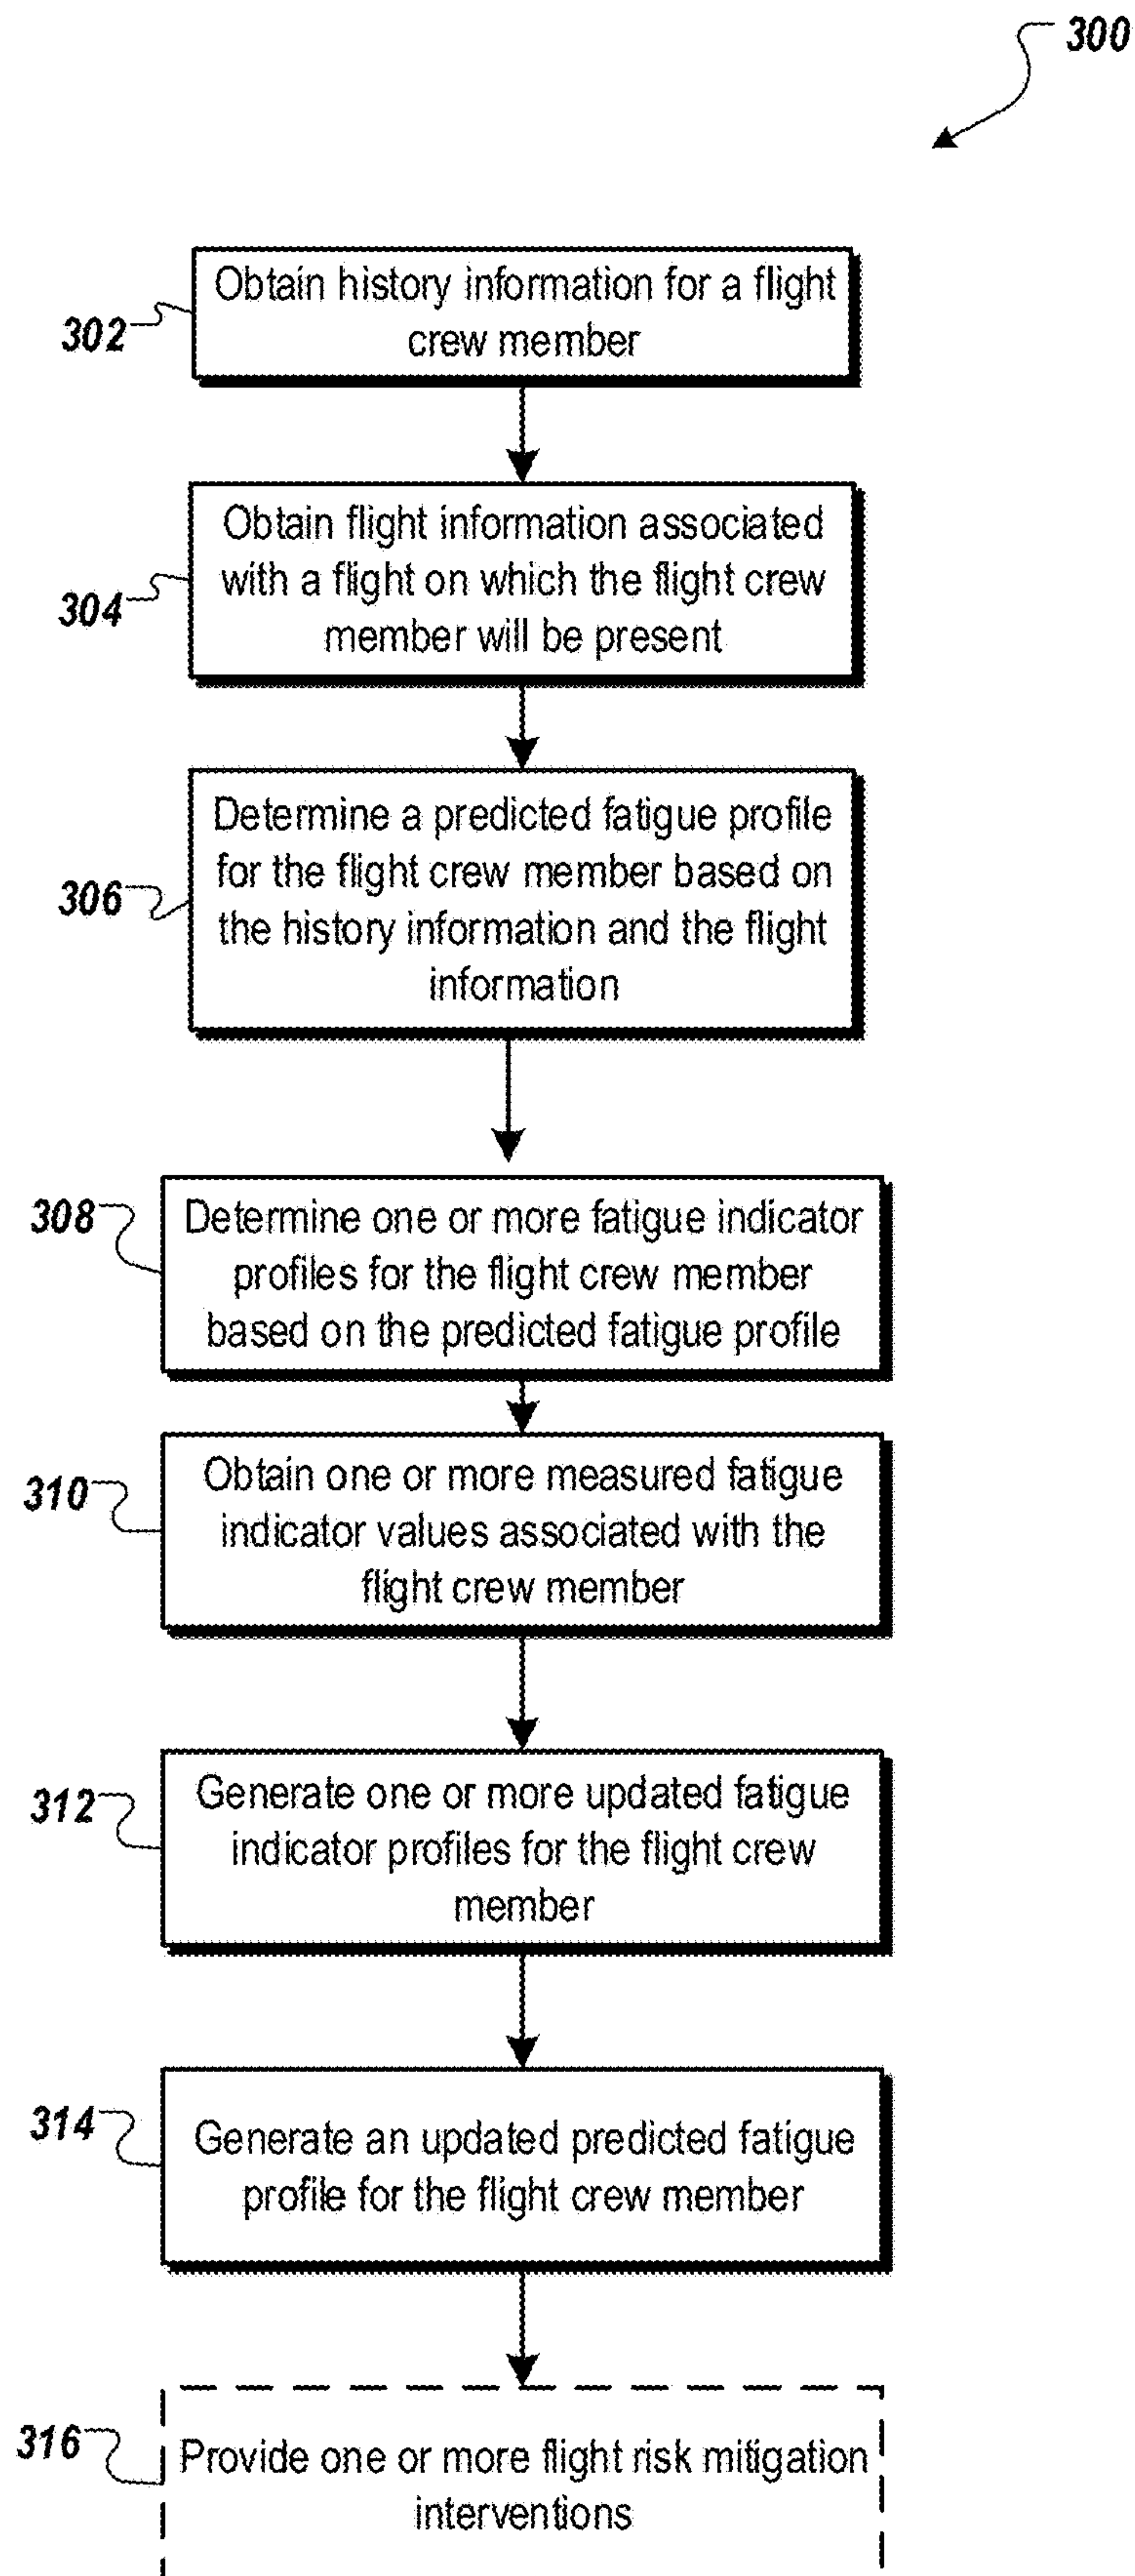 300
Obtain history information for a flight
crew member
302
Obtain flight information associated
with a flight on which the flight crew
member will be present
304
Determine a predicted fatigue profile
for the flight crew member based on
the history information and the flight
information
306
308
Determine one or more fatigue indicator
profiles for the flight crew member
based on the predicted fatigue profile
310
Obtain one or more measured fatigue
indicator values associated with the
flight crew member
312
Generate one or more updated fatigue
indicator profiles for the flight crew
member
314
Generate an updated predicted fatigue
profile for the flight crew member
316
Provide one or more flight risk mitigation
interventions